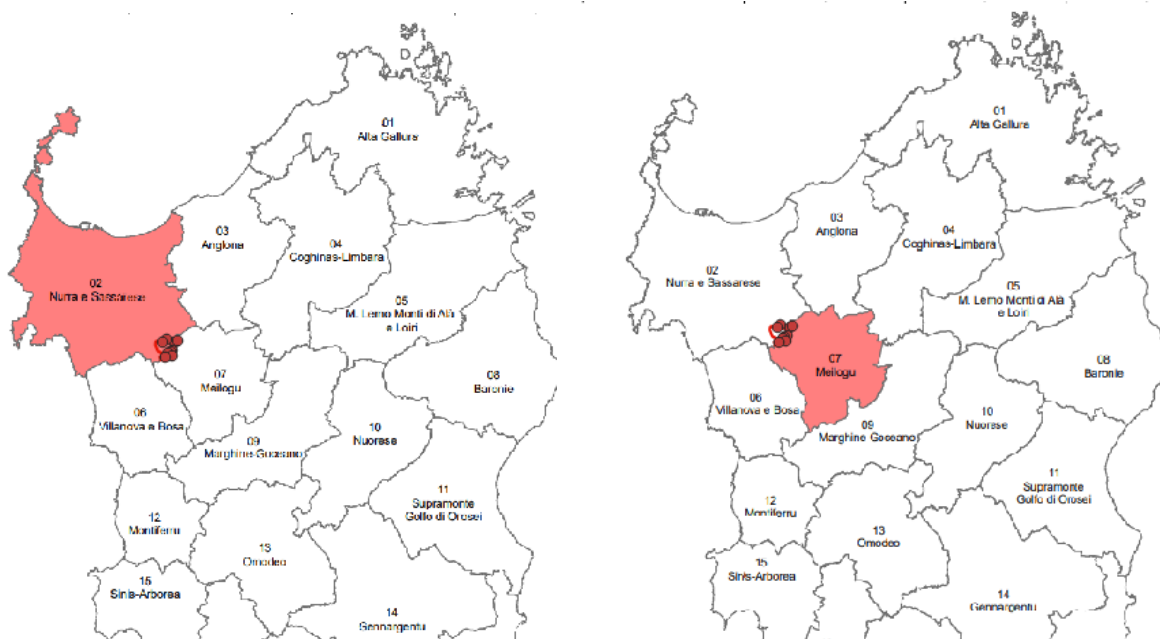 01
Alta Gallura
03
Anglona
04
Coghinas-Limbara
02
Nurra e Sassarese
05
M. Lerno Monti di Alà
e Loiri
07
Meilogu
08
Baronie
06
Villanova e Bosa
10
Nuorese
09
Marghine-Goceano
11
Supramonte
Golfo di Orosei
12
Montiferru
13
Omodeo
15
Sinis-Arborea
14
Gennargentu
01
Alta Gallura
03
Anglona
04
Coghinas-Limbara
02
Nurra e Sassarese
05
M. Lerno Monti di Alà
e Loiri
07
Meilogu
08
Baronie
06
Villanova e Bosa
10
Nuorese
09
Marghine-Goceano
11
Supramonte
Golfo di Orosei
12
Montiferru
13
Omodeo
15
Sinis-Arborea
14
Gennargentu